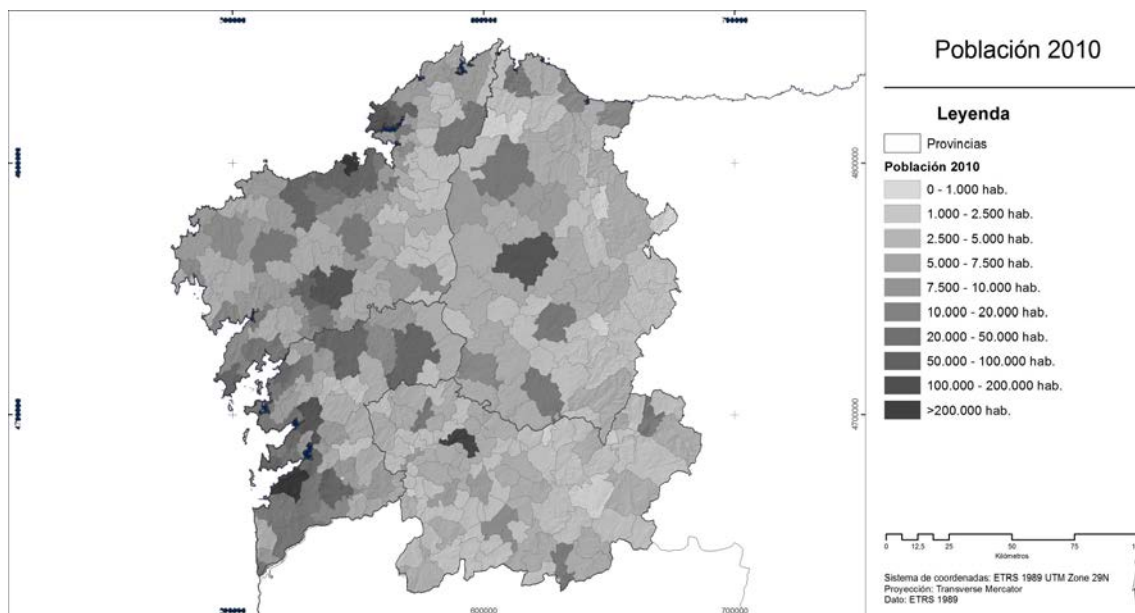 Población 2010
Leyenda
Provincias
Población 2010
0 - 1.000 hab.
1.000 - 2.500 hab.
2.500 - 5.000 hab.
5.000 - 7.500 hab.
7.500 - 10.000 hab.
10.000 - 20.000 hab.
20.000 - 50.000 hab.
50.000 - 100.000 hab.
100.000 - 200.000 hab.
>200.000 hab.
0 12,5 25 50 75
Kilómetros
Sistema de coordenadas: ETRS 1989 UTM Zone 29N
Proyección: Transverse Mercator
Dato: ETRS 1989
600000
700000